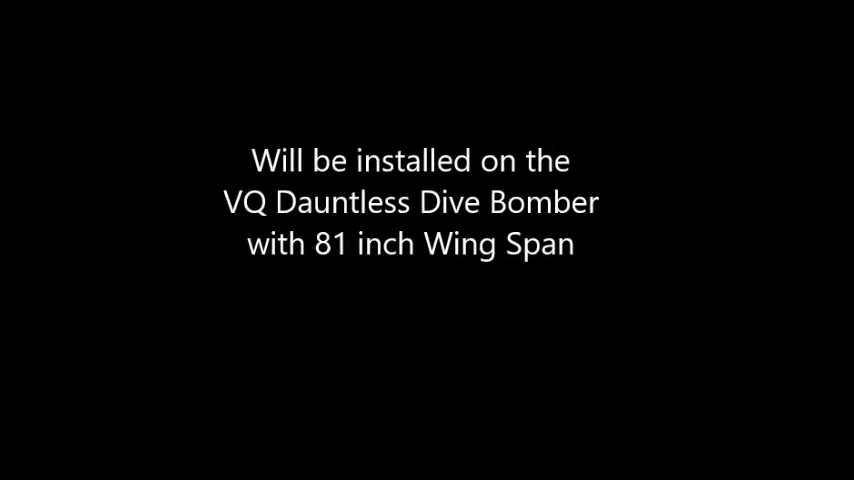 Will be installed on the
VQ Dauntless Dive Bomber
with 81 inch Wing Span